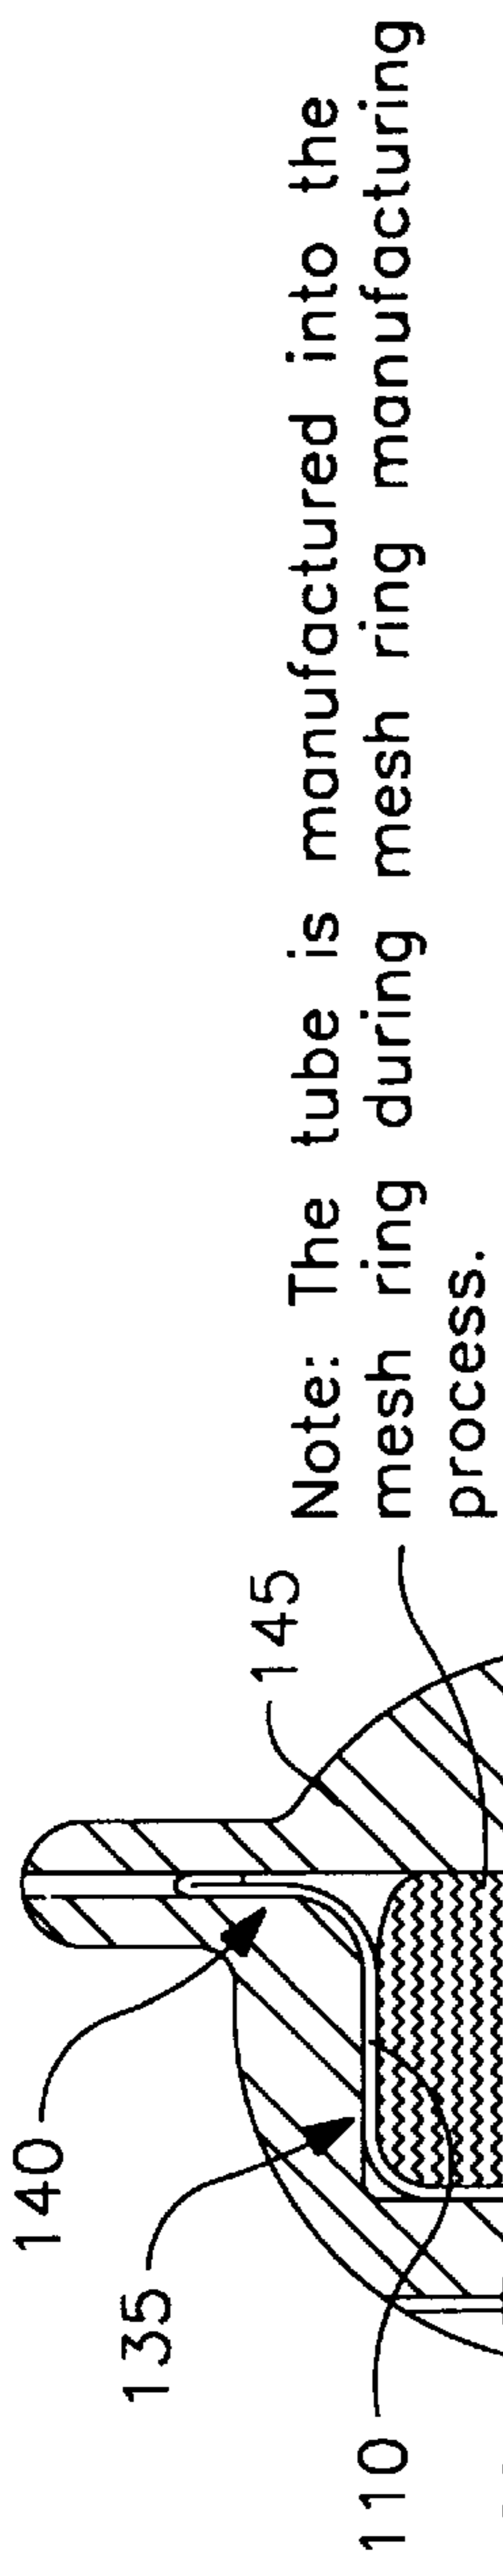 Note: The tube is manufactured into the
mesh ring during mesh ring manufacturing
process.
145
140
135
110